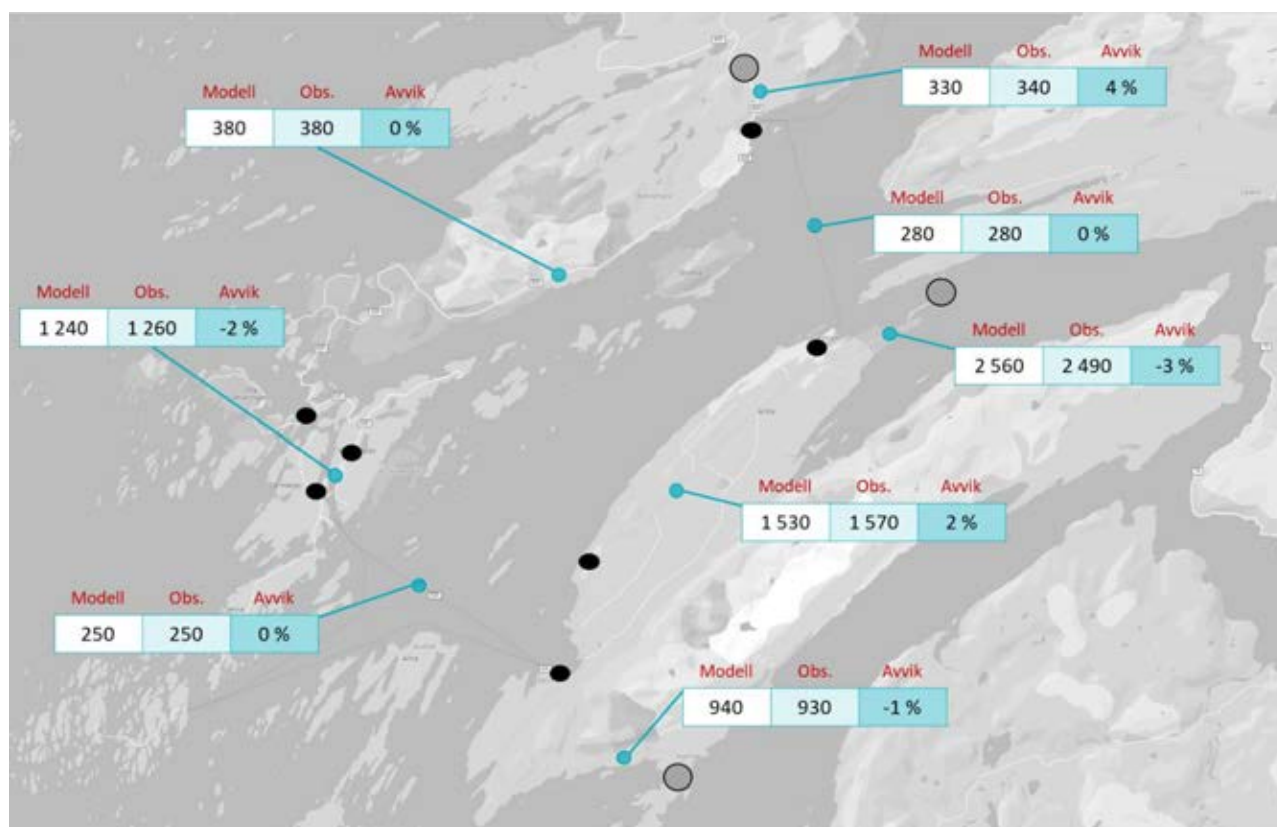 Modell Obs. Avvik
330 340 4 %
Modell Obs. Avvik
380 380 0 %
Modell Obs. Avvik
280 280 0 %
Modell Obs. Avvik
1 240 1 260 -2 %
Modell Obs. Avvik
2 560 2 490 -3 %
Modell Obs. Avvik
1 530 1 570 2 %
Modell Obs. Avvik
250 250 0 %
Modell Obs. Avvik
940 930 -1 %